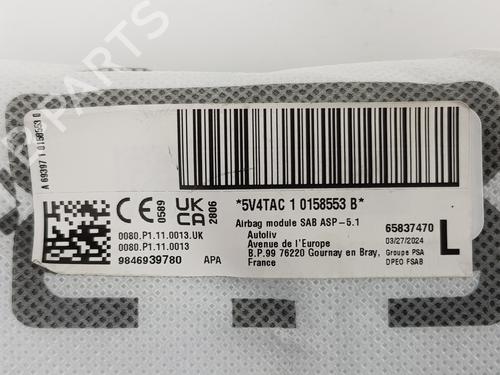 A 69397 1 0158553 0
CE
0589
UK
CA
2806
*5V4TAC 1 0158553 B*
0080.P1.11.0013.UK
0080.P1.11.0013
9846939780 APA
Airbag module SAB ASP-5.1
Autoliv
Avenue de l'Europe
B.P.99 76220 Gournay en Bray,
France
65837470
03/27/2024
Groupe PSA
DPEO FSAB
L
B-PARTS